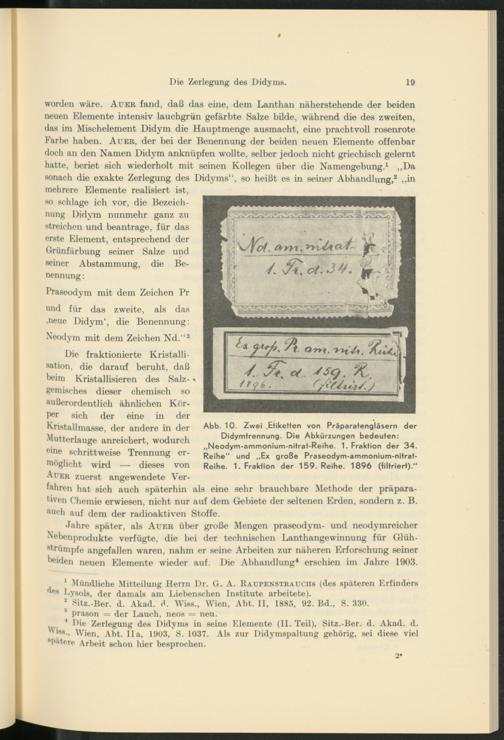 Die Zerlegung des Didyms. 19
worden wäre. AUER fand, daß das eine, dem Lanthan näherstehende der beiden
neuen Elemente intensiv lauchgrün gefärbte Salze bilde, während die des zweiten,
das im Mischelement Didym die Hauptmenge ausmacht, eine prachtvoll rosenrote
Farbe haben. AUER, der bei der Benennung der beiden neuen Elemente offenbar
doch an den Namen Didym anknüpfen wollte, selber jedoch nicht griechisch gelernt
hatte, beriet sich wiederholt mit seinen Kollegen über die Namengebung.¹ „Da
sonach die exakte Zerlegung des Didyms“, so heißt es in seiner Abhandlung,² „in
mehrere Elemente realisiert ist,
so schlage ich vor, die Bezeich-
nung Didym nunmehr ganz zu
streichen und beantrage, für das
erste Element, entsprechend der
Grünfärbung seiner Salze und
seiner Abstammung, die Be-
nennung:
Praseodym mit dem Zeichen Pr
und für das zweite, als das
‚neue Didym‘, die Benennung:
Neodym mit dem Zeichen Nd.“³
Die fraktionierte Kristalli-
sation, die darauf beruht, daß
beim Kristallisieren des Salz-
gemisches dieser chemisch so
außerordentlich ähnlichen Kör-
per sich der eine in der
Kristallmasse, der andere in der
Mutterlauge anreichert, wodurch
eine schrittweise Trennung er-
möglicht wird — dieses von
AUER zuerst angewendete Ver-
fahren hat sich auch späterhin als eine sehr brauchbare Methode der präpara-
tiven Chemie erwiesen, nicht nur auf dem Gebiete der seltenen Erden, sondern z. B.
auch auf dem der radioaktiven Stoffe.
Nd. am. nitrat
1. Fr. d. 34.
Ex groß. Pr am. nitr. Reihe
1. Fr. d 159. R.
1896. (filtriert.)
Abb. 10. Zwei Etiketten von Präparatengläsern der
Didymtrennung. Die Abkürzungen bedeuten:
„Neodym-ammonium-nitrat-Reihe. 1. Fraktion der 34.
Reihe“ und „Ex große Praseodym-ammonium-nitrat-
Reihe. 1. Fraktion der 159. Reihe. 1896 (filtriert).“
Jahre später, als AUER über große Mengen praseodym- und neodymreicher
Nebenprodukte verfügte, die bei der technischen Lanthangewinnung für Glüh-
strümpfe angefallen waren, nahm er seine Arbeiten zur näheren Erforschung seiner
beiden neuen Elemente wieder auf. Die Abhandlung⁴ erschien im Jahre 1903.
¹ Mündliche Mitteilung Herrn Dr. G. A. RAUPENSTRAUCHS (des späteren Erfinders
des Lysols, der damals am Liebenschen Institute arbeitete).
² Sitz.-Ber. d. Akad. d. Wiss., Wien, Abt. II, 1885, 92. Bd., S. 330.
³ prason = der Lauch, neos = neu.
⁴ Die Zerlegung des Didyms in seine Elemente (II. Teil), Sitz.-Ber. d. Akad. d.
Wiss., Wien, Abt. IIa, 1903, S. 1037. Als zur Didymspaltung gehörig, sei diese viel
spätere Arbeit schon hier besprochen.
2*